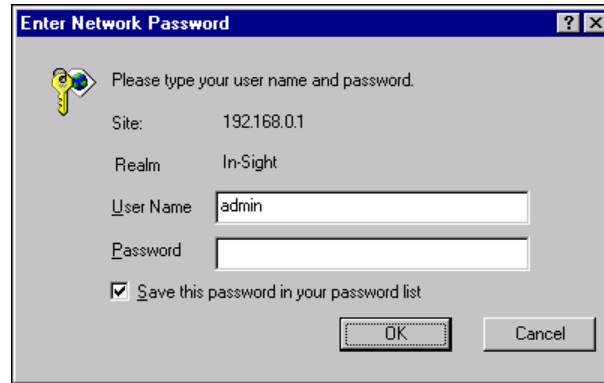 Enter Network Password
Please type your user name and password.
Site: 192.168.0.1
Realm In-Sight
User Name admin
Password
Save this password in your password list
OK Cancel